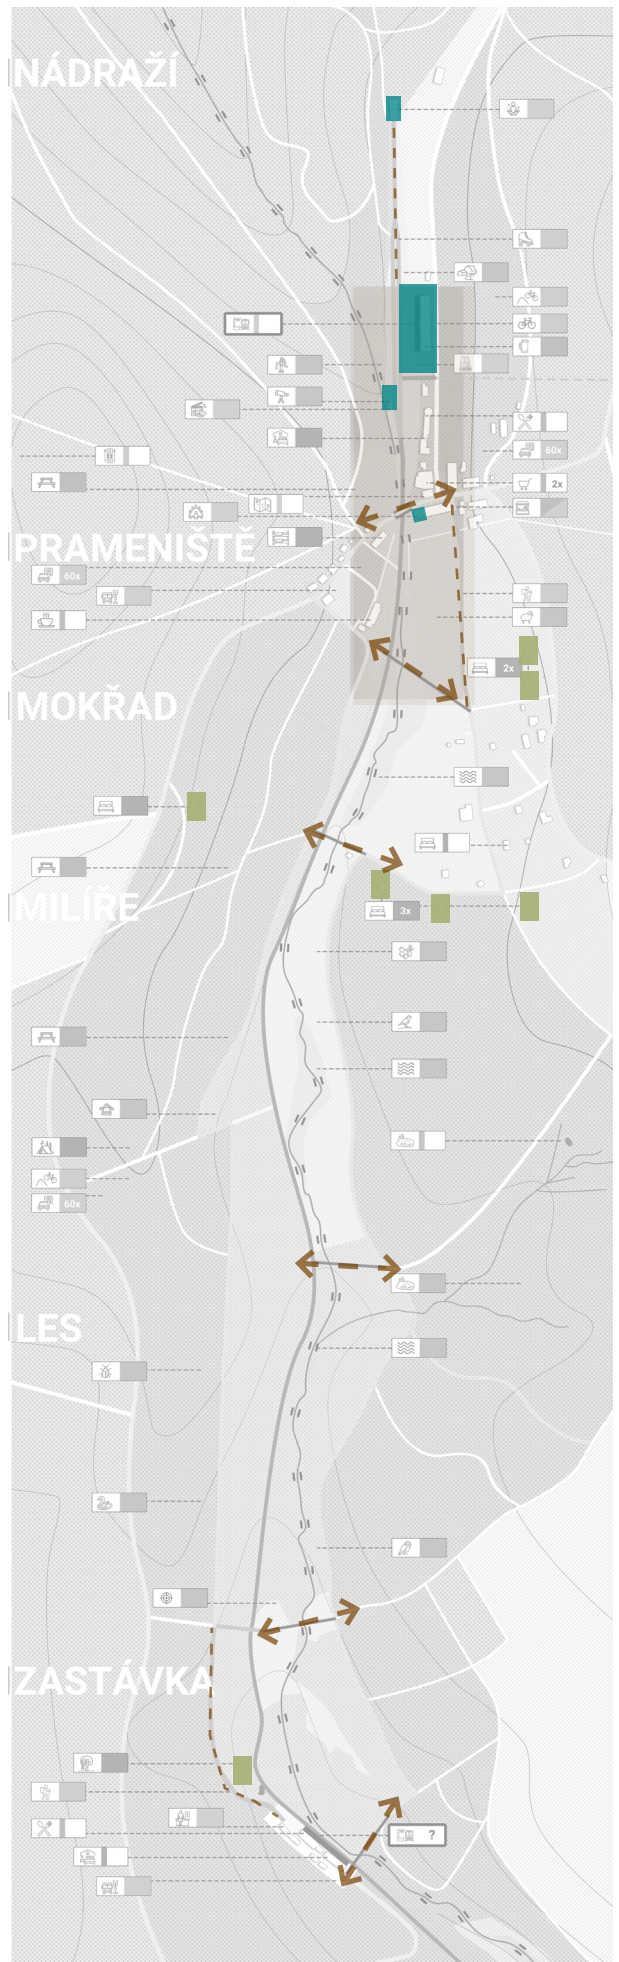 NÁDRAŽÍ
60x
2x
PRAMENIŠTĚ
60x
2x
MOKŘAD
MILÍŘE
3x
60x
LES
ZASTÁVKA
?